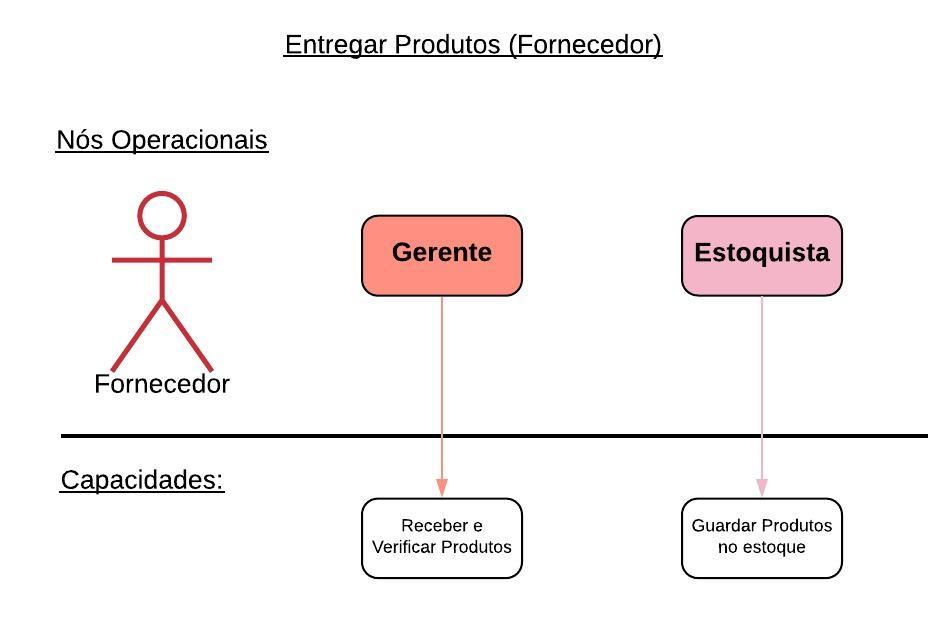 Entregar Produtos (Fornecedor)
Nós Operacionais
Gerente
Estoquista
Fornecedor
Capacidades:
Receber e
Verificar Produtos
Guardar Produtos
no estoque